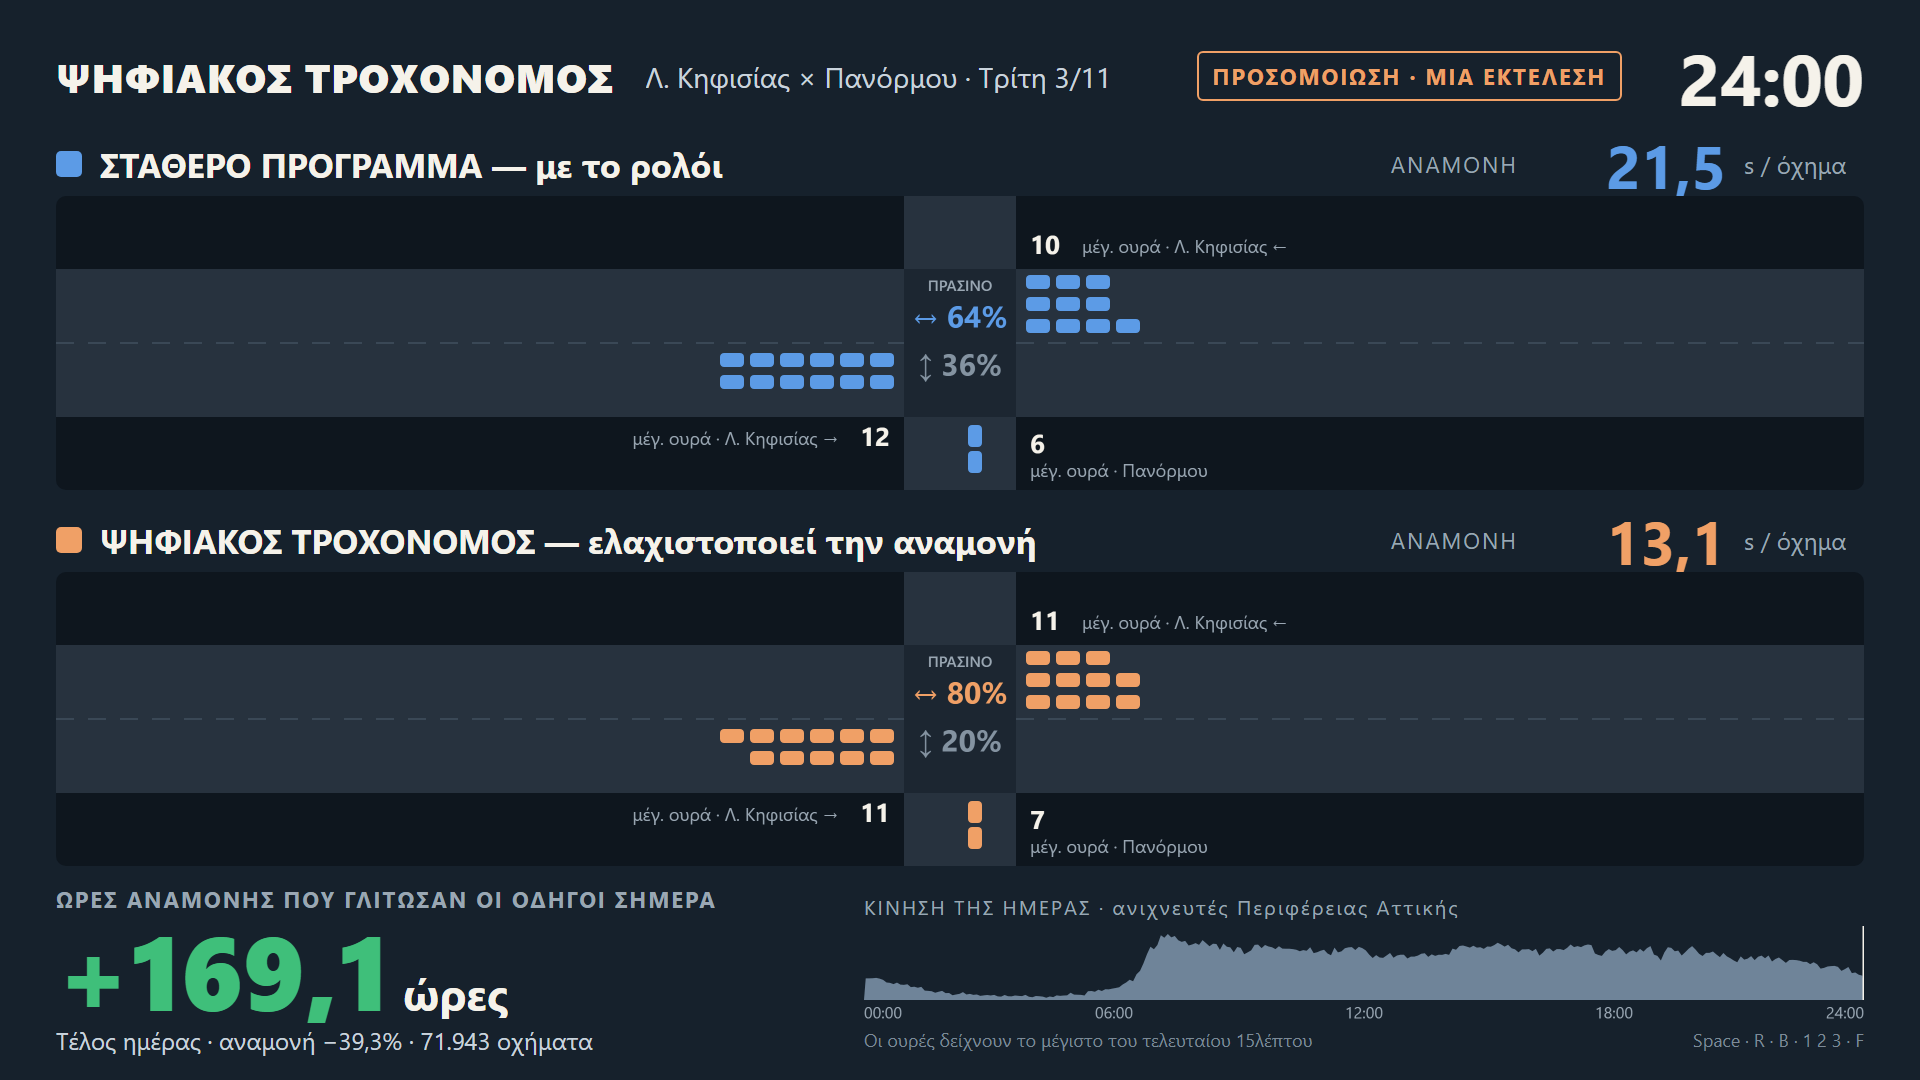 ΨΗΦΙΑΚΟΣ ΤΡΟΧΟΝΟΜΟΣ Λ. Κηφισίας × Πανόρμου · Τρίτη 3/11 ΠΡΟΣΟΜΟΙΩΣΗ · ΜΙΑ ΕΚΤΕΛΕΣΗ 24:00
ΣΤΑΘΕΡΟ ΠΡΟΓΡΑΜΜΑ — με το ρολόι ΑΝΑΜΟΝΗ 21,5 s / όχημα
10 μέγ. ουρά · Λ. Κηφισίας ←
ΠΡΑΣΙΝΟ
↔ 64%
↕ 36%
μέγ. ουρά · Λ. Κηφισίας → 12
6
μέγ. ουρά · Πανόρμου
ΨΗΦΙΑΚΟΣ ΤΡΟΧΟΝΟΜΟΣ — ελαχιστοποιεί την αναμονή ΑΝΑΜΟΝΗ 13,1 s / όχημα
11 μέγ. ουρά · Λ. Κηφισίας ←
ΠΡΑΣΙΝΟ
↔ 80%
↕ 20%
μέγ. ουρά · Λ. Κηφισίας → 11
7
μέγ. ουρά · Πανόρμου
ΩΡΕΣ ΑΝΑΜΟΝΗΣ ΠΟΥ ΓΛΙΤΩΣΑΝ ΟΙ ΟΔΗΓΟΙ ΣΗΜΕΡΑ
+169,1 ώρες
Τέλος ημέρας · αναμονή −39,3% · 71.943 οχήματα
ΚΙΝΗΣΗ ΤΗΣ ΗΜΕΡΑΣ · ανιχνευτές Περιφέρειας Αττικής
00:00 06:00 12:00 18:00 24:00
Οι ουρές δείχνουν το μέγιστο του τελευταίου 15λέπτου Space · R · B · 1 2 3 · F